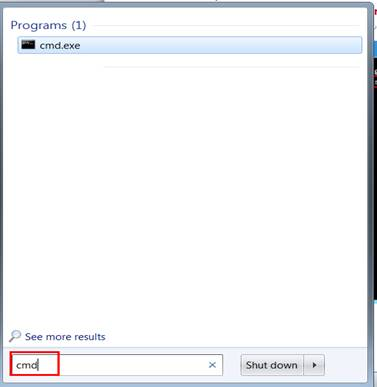 Programs (1)
cmd.exe
See more results
cmd
Shut down